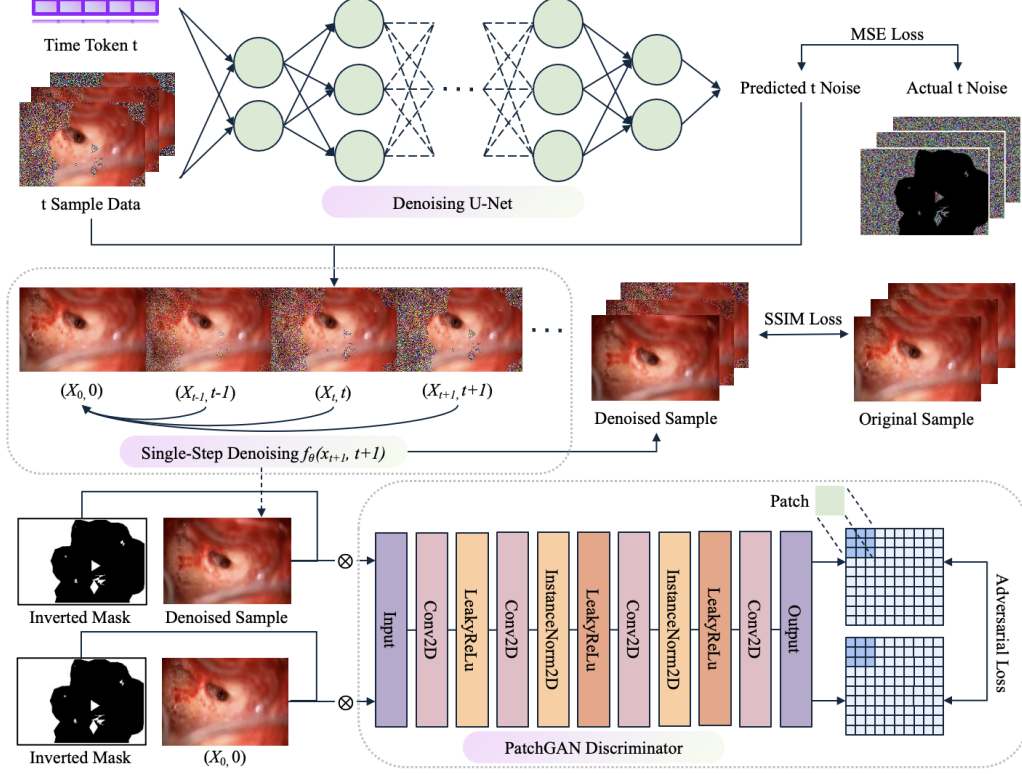 Time Token t
MSE Loss
Predicted t Noise
Actual t Noise
t Sample Data
Denoising U-Net
(X0, 0)
(Xt-1, t-1)
(Xt, t)
(Xt+1, t+1)
SSIM Loss
Denoised Sample
Original Sample
Single-Step Denoising fθ(xt+1, t+1)
Patch
Inverted Mask
Denoised Sample
Input
Conv2D
LeakyReLu
Conv2D
InstanceNorm2D
LeakyReLu
Conv2D
InstanceNorm2D
LeakyReLu
Conv2D
Output
Adversarial Loss
Inverted Mask
(X0, 0)
PatchGAN Discriminator